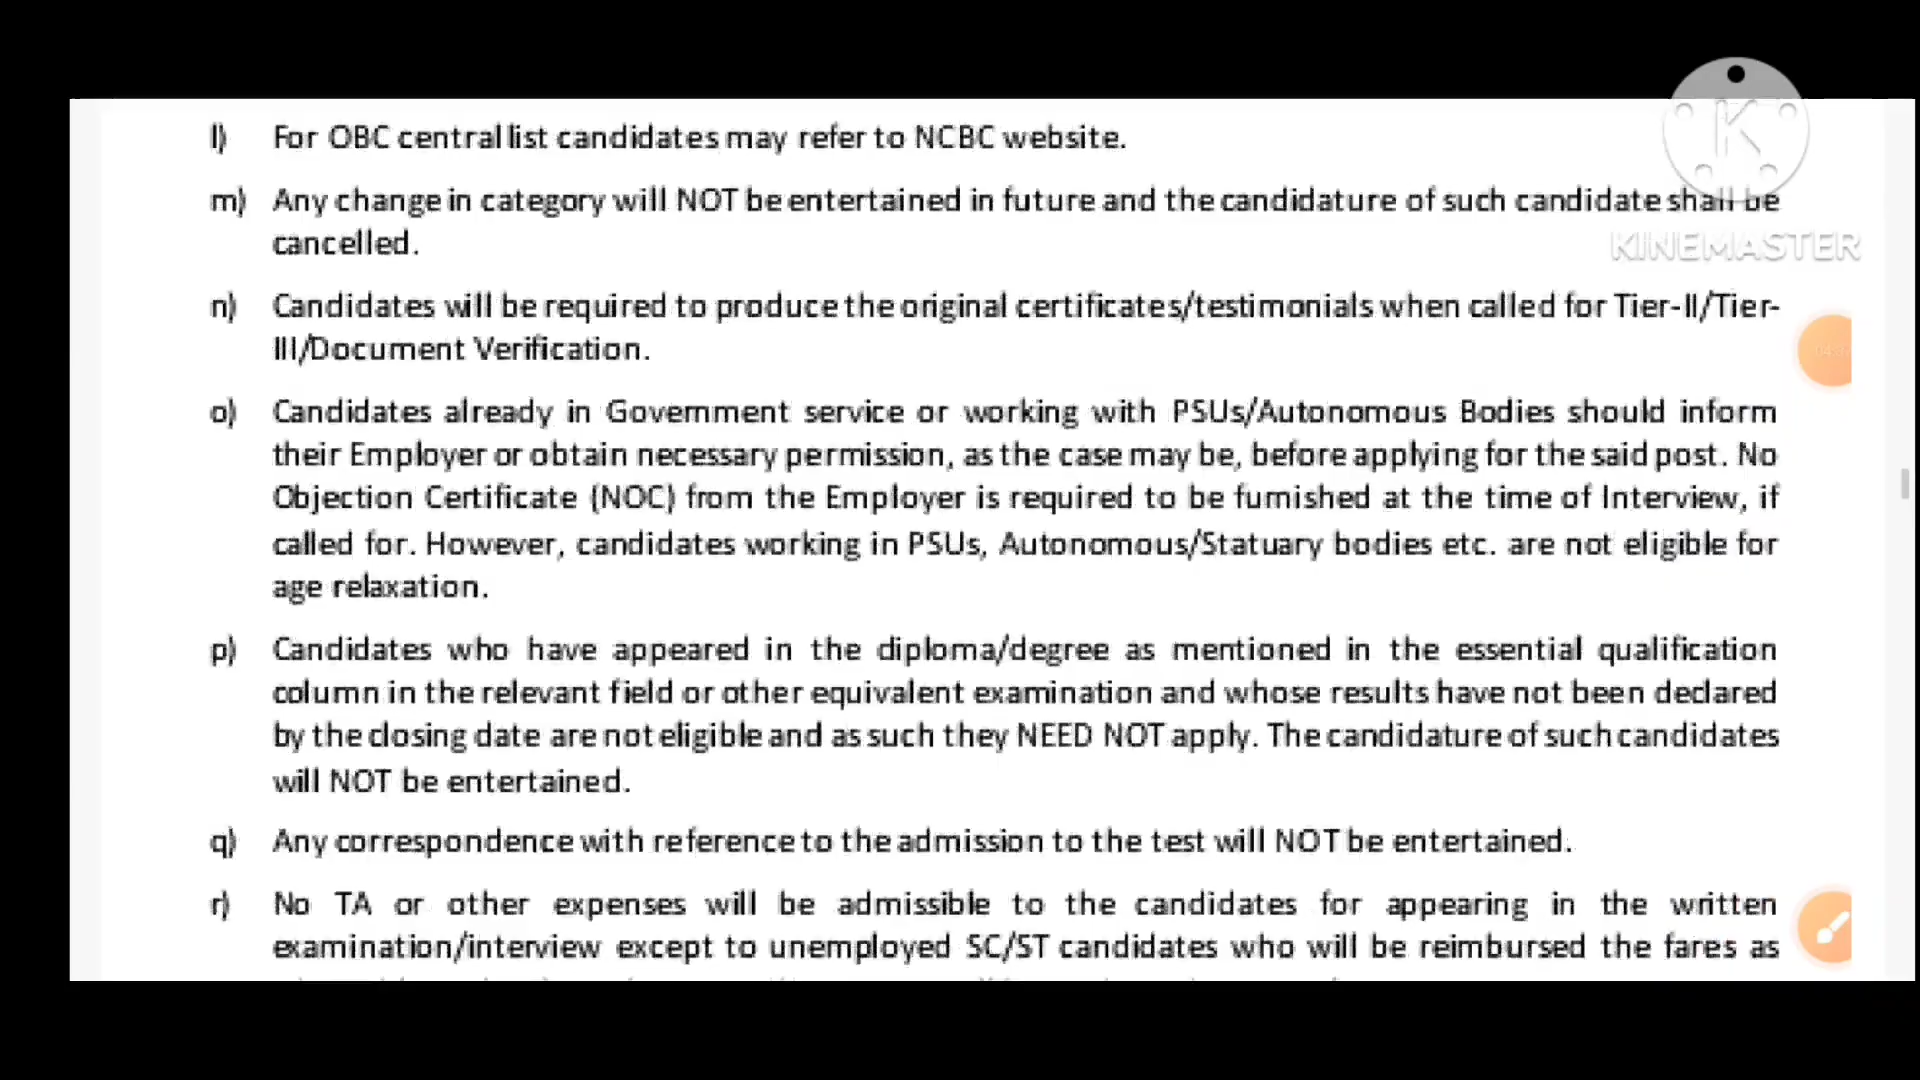 l) For OBC central list candidates may refer to NCBC website.
m) Any change in category will NOT be entertained in future and the candidature of such candidate shall be
cancelled.
KINEMASTER
n) Candidates will be required to produce the original certificates/testimonials when called for Tier-II/Tier-
III/Document Verification.
o) Candidates already in Government service or working with PSUs/Autonomous Bodies should inform
their Employer or obtain necessary permission, as the case may be, before applying for the said post. No
Objection Certificate (NOC) from the Employer is required to be furnished at the time of Interview, if
called for. However, candidates working in PSUs, Autonomous/Statuary bodies etc. are not eligible for
age relaxation.
p) Candidates who have appeared in the diploma/degree as mentioned in the essential qualification
column in the relevant field or other equivalent examination and whose results have not been declared
by the closing date are not eligible and as such they NEED NOT apply. The candidature of such candidates
will NOT be entertained.
q) Any correspondence with reference to the admission to the test will NOT be entertained.
r) No TA or other expenses will be admissible to the candidates for appearing in the written
examination/interview except to unemployed SC/ST candidates who will be reimbursed the fares as